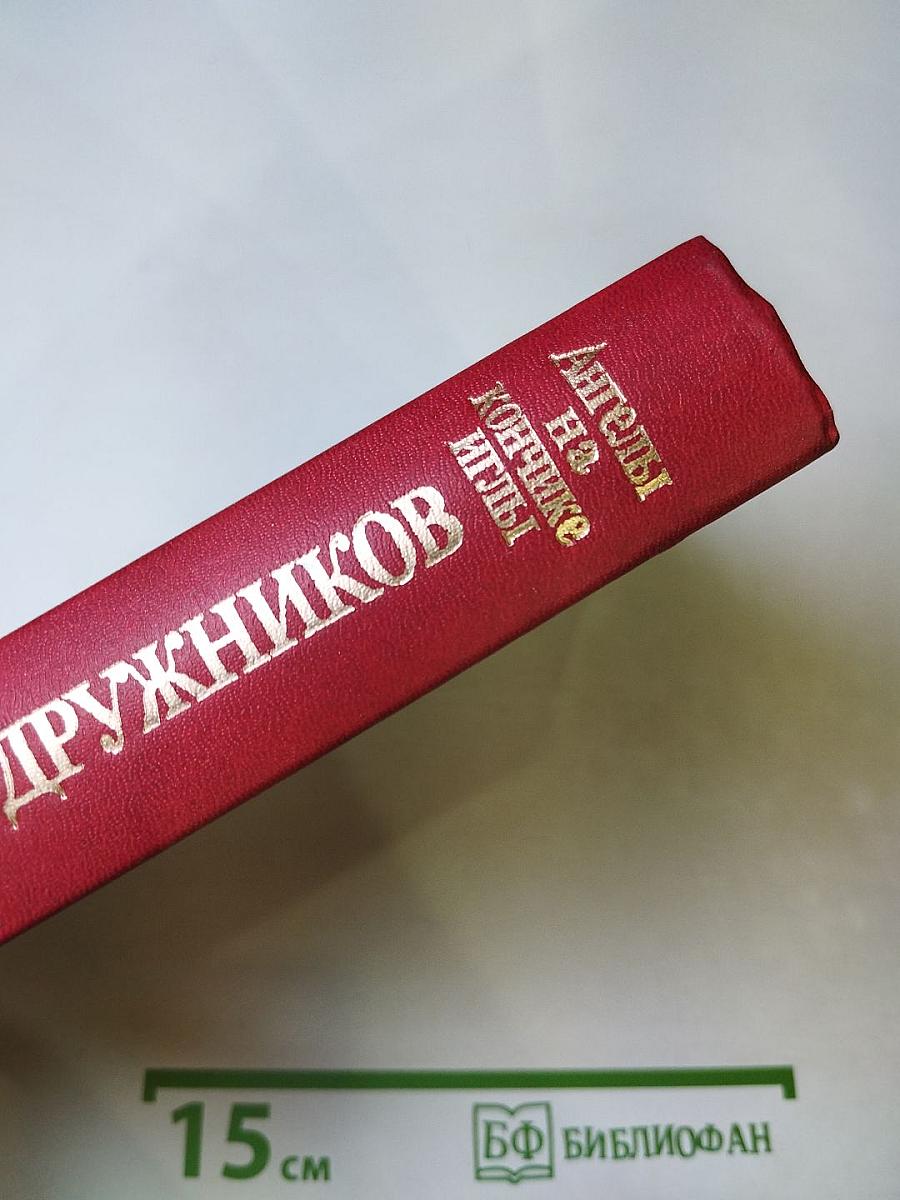 Ангелы
на
кончике
иглы
ДРУЖНИКОВ
15 см
БФ БИБЛИОФАН